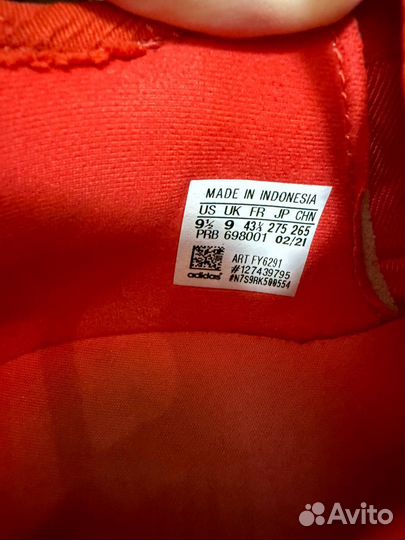 MADE IN INDONESIA
US UK FR JP CHN
9½ 9 43⅓ 275 265
PRB 698001 02/21
ART FY6291
#127439795
#N7S9RK500554
adidas
Avito